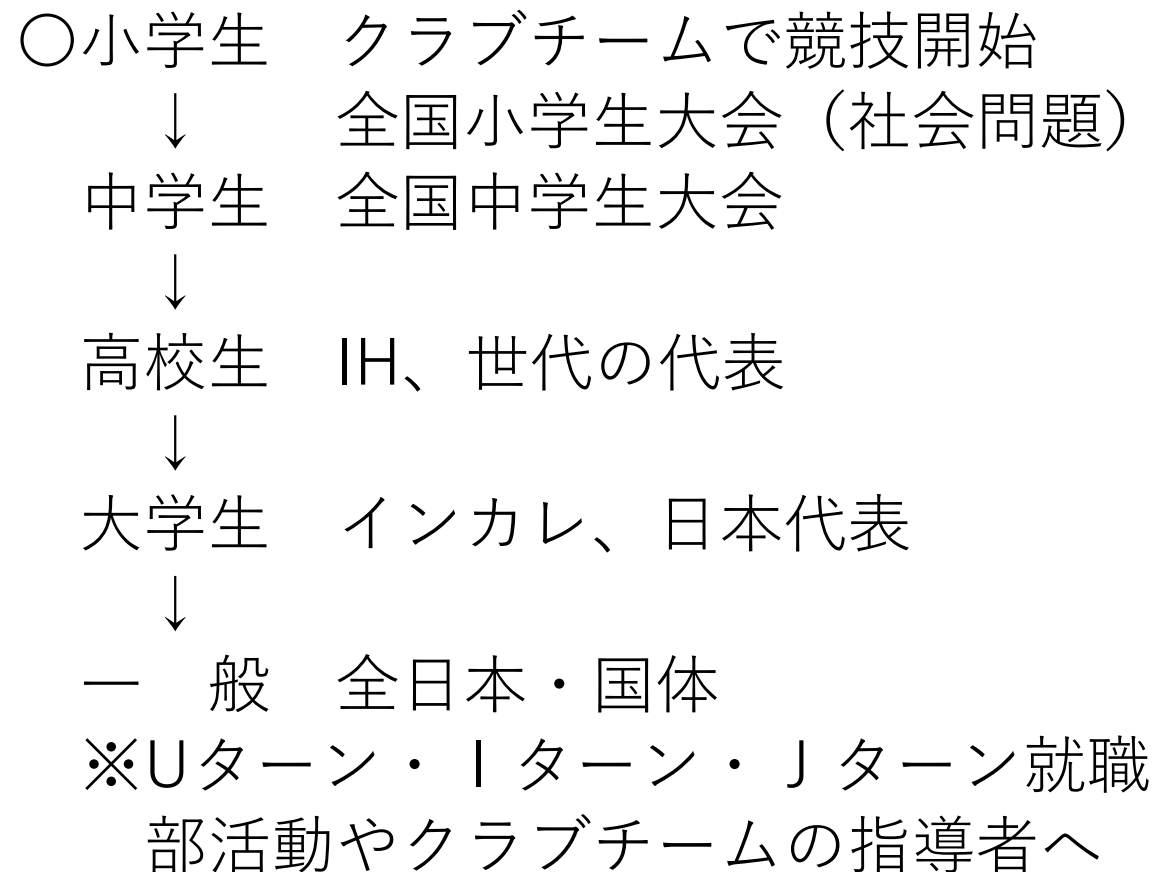 ○小学生　クラブチームで競技開始
↓　全国小学生大会（社会問題）
中学生　全国中学生大会
↓
高校生　IH、世代の代表
↓
大学生　インカレ、日本代表
↓
一　般　全日本・国体
※Uターン・Ｉターン・Ｊターン就職
部活動やクラブチームの指導者へ